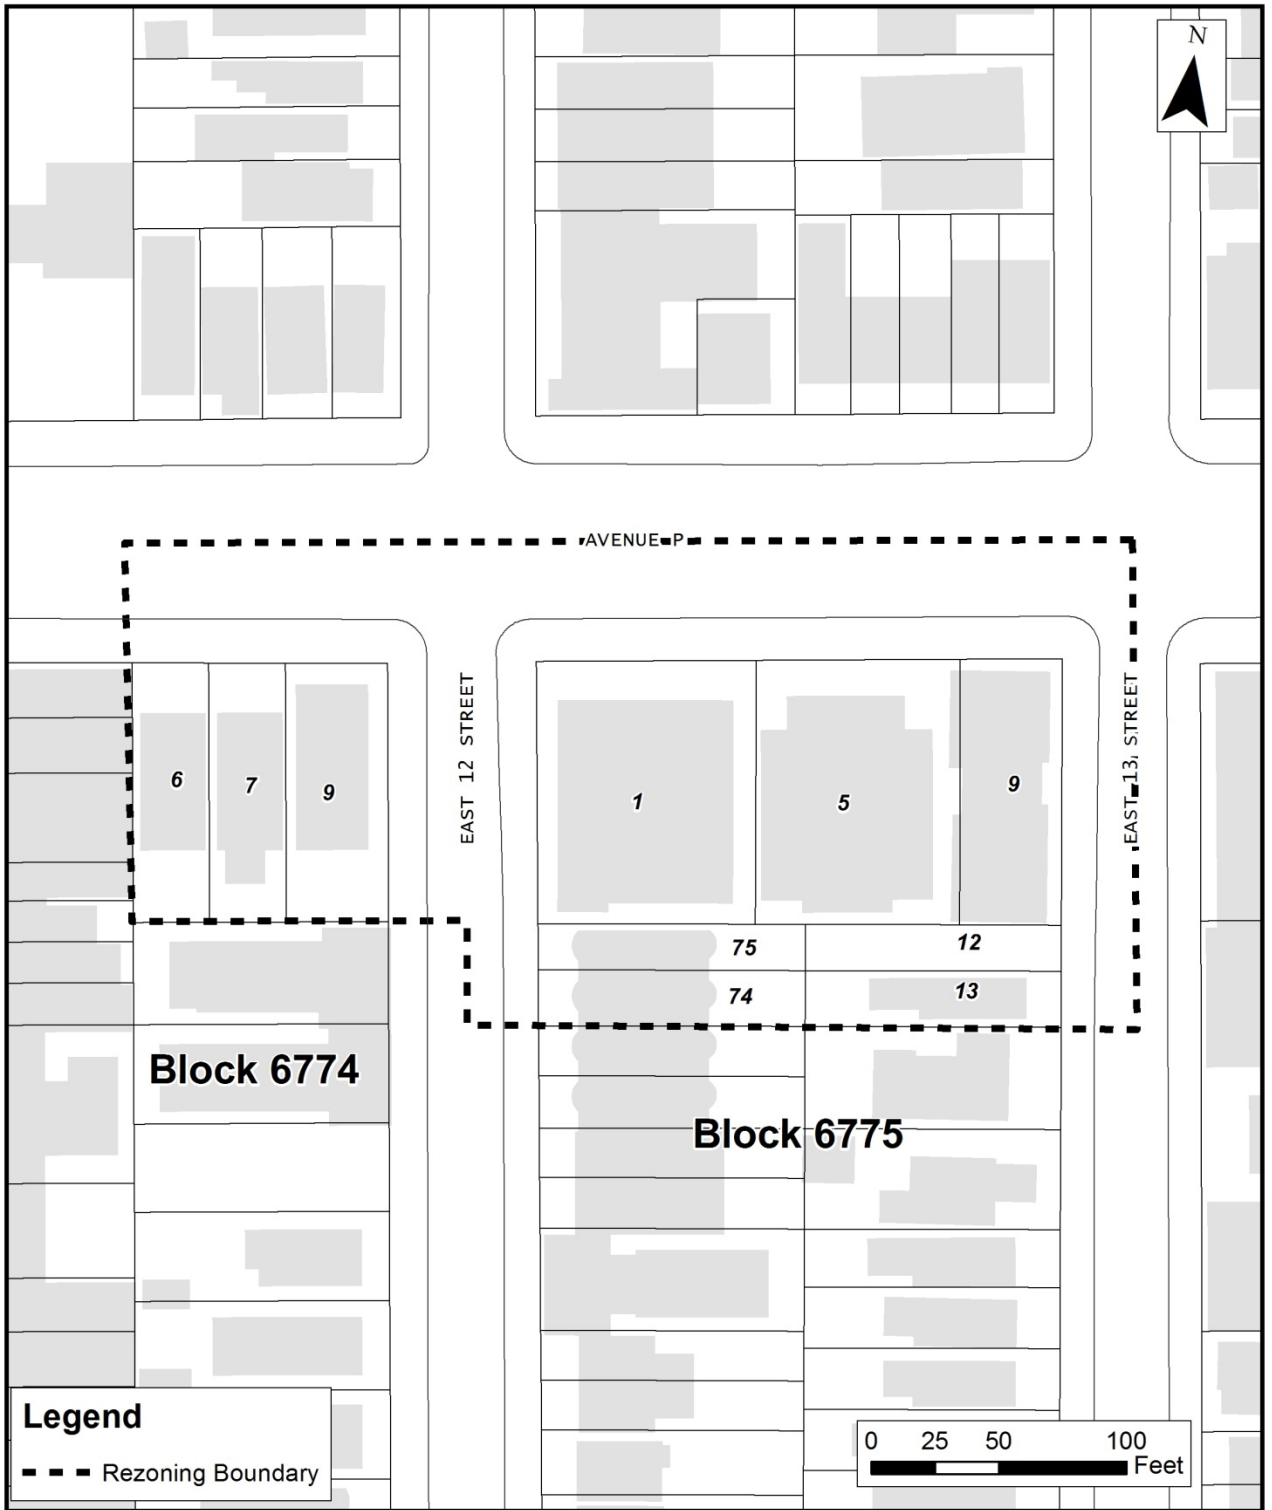 N
AVENUE P
EAST 12 STREET
EAST 13 STREET
6
7
9
1
5
9
75
12
74
13
Block 6774
Block 6775
Legend
Rezoning Boundary
0 25 50 100
Feet